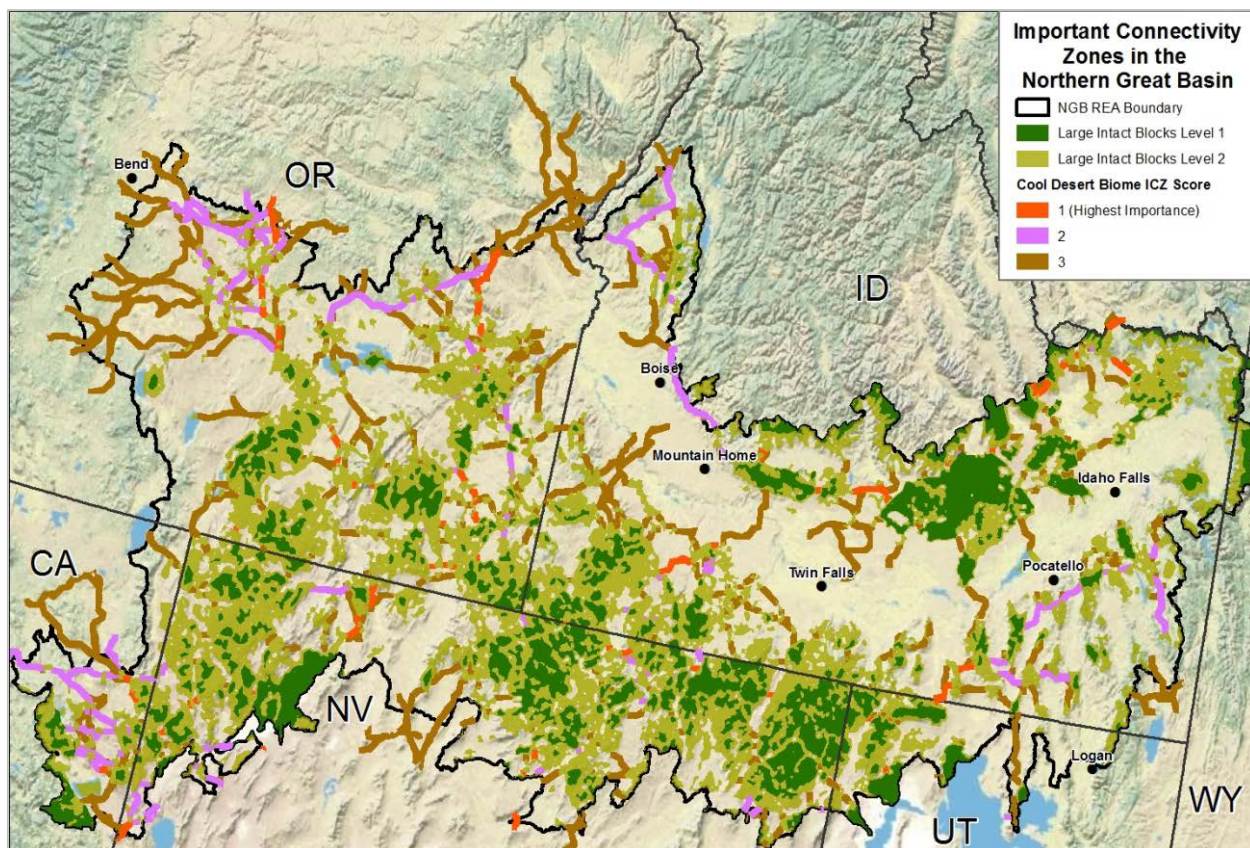 Important Connectivity
Zones in the
Northern Great Basin
NGB REA Boundary
Large Intact Blocks Level 1
Large Intact Blocks Level 2
Cool Desert Biome ICZ Score
1 (Highest Importance)
2
3
Bend
OR
ID
Boise
Mountain Home
Idaho Falls
CA
Twin Falls
Pocatello
NV
Logan
UT
WY